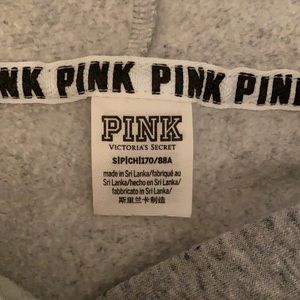 NK PINK PINK PIN
PINK
VICTORIA'S SECRET
S|P|CH|170/88A
made in Sri Lanka/fabriqué au
Sri Lanka/hecho en Sri Lanka/
fabbricato in Sri Lanka/
斯里兰卡制造